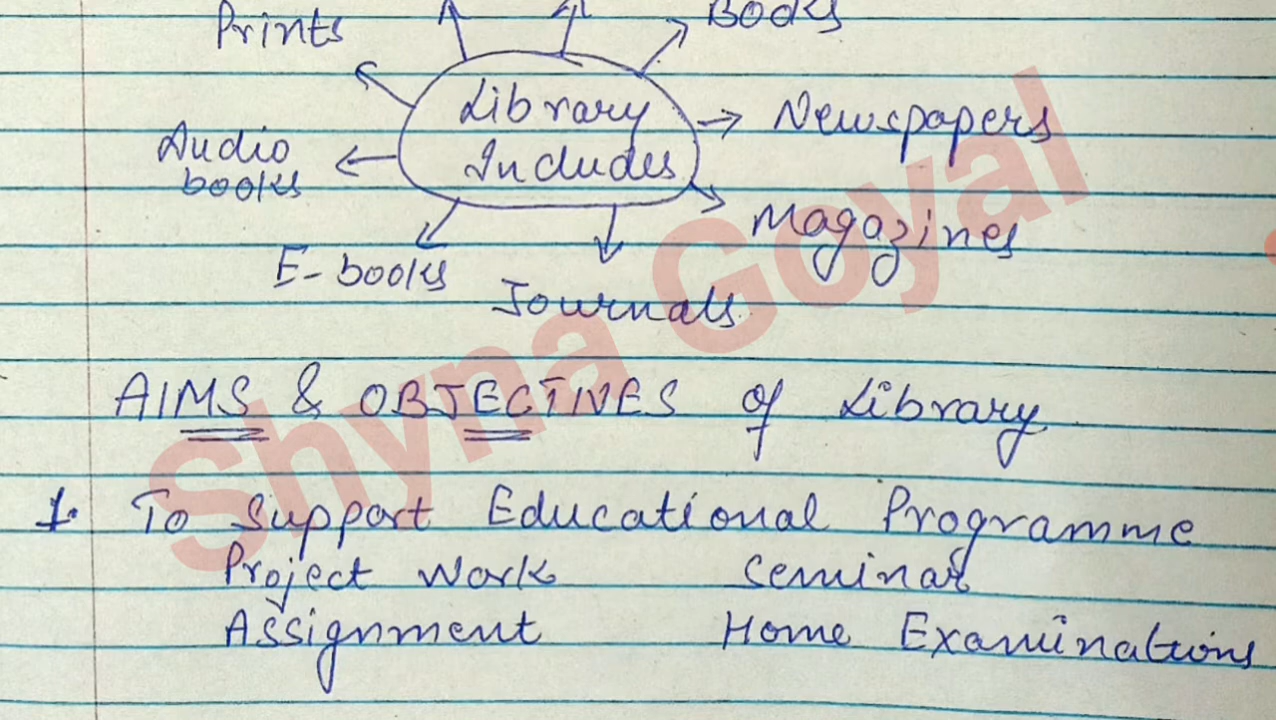 Prints
Books
Library
Includes
Newspapers
Audio
books
Magazines
E-books
Journals
AIMS & OBJECTIVES of Library
1. To Support Educational Programme
Project Work Seminar
Assignment Home Examinations
Shyna Goyal